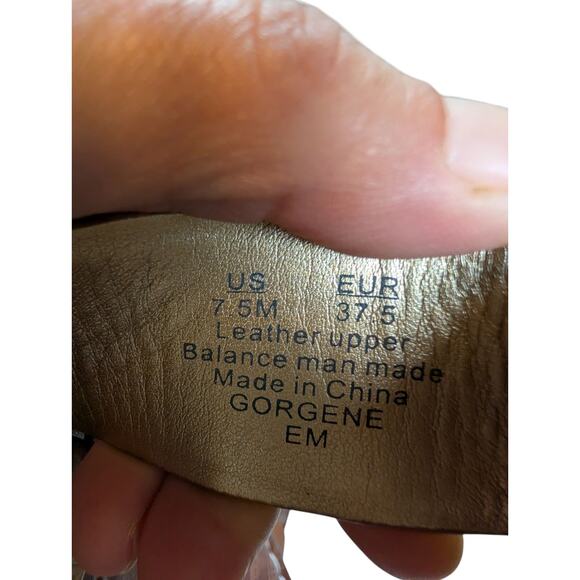 US EUR
7.5M 37.5
Leather upper
Balance man made
Made in China
GORGENE
EM